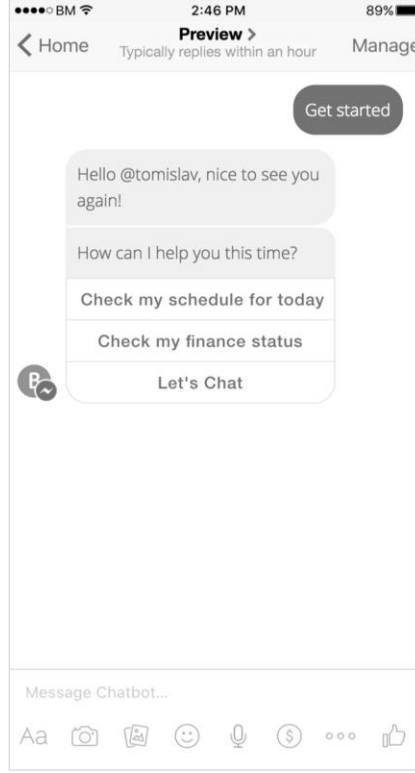 BM 2:46 PM 89%
Home Preview > Manage
Typically replies within an hour
Get started
Hello @tomislav, nice to see you
again!
How can I help you this time?
Check my schedule for today
Check my finance status
Let's Chat
B
Message Chatbot...
Aa $